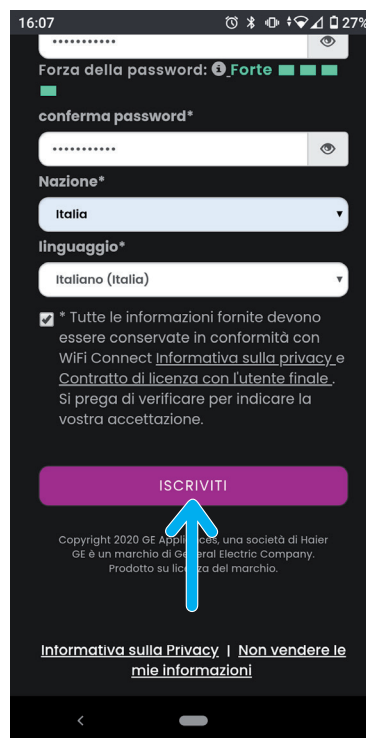 16:07 27%
•••••••••••
Forza della password: i Forte
conferma password*
•••••••••••
Nazione*
Italia
linguaggio*
Italiano (Italia)
* Tutte le informazioni fornite devono
essere conservate in conformità con
WiFi Connect Informativa sulla privacy e
Contratto di licenza con l'utente finale .
Si prega di verificare per indicare la
vostra accettazione.
ISCRIVITI
Copyright 2020 GE una società di Haier
GE è un marchio di Electric Company.
Prodotto su del marchio.
Informativa sulla Privacy | Non vendere le
mie informazioni